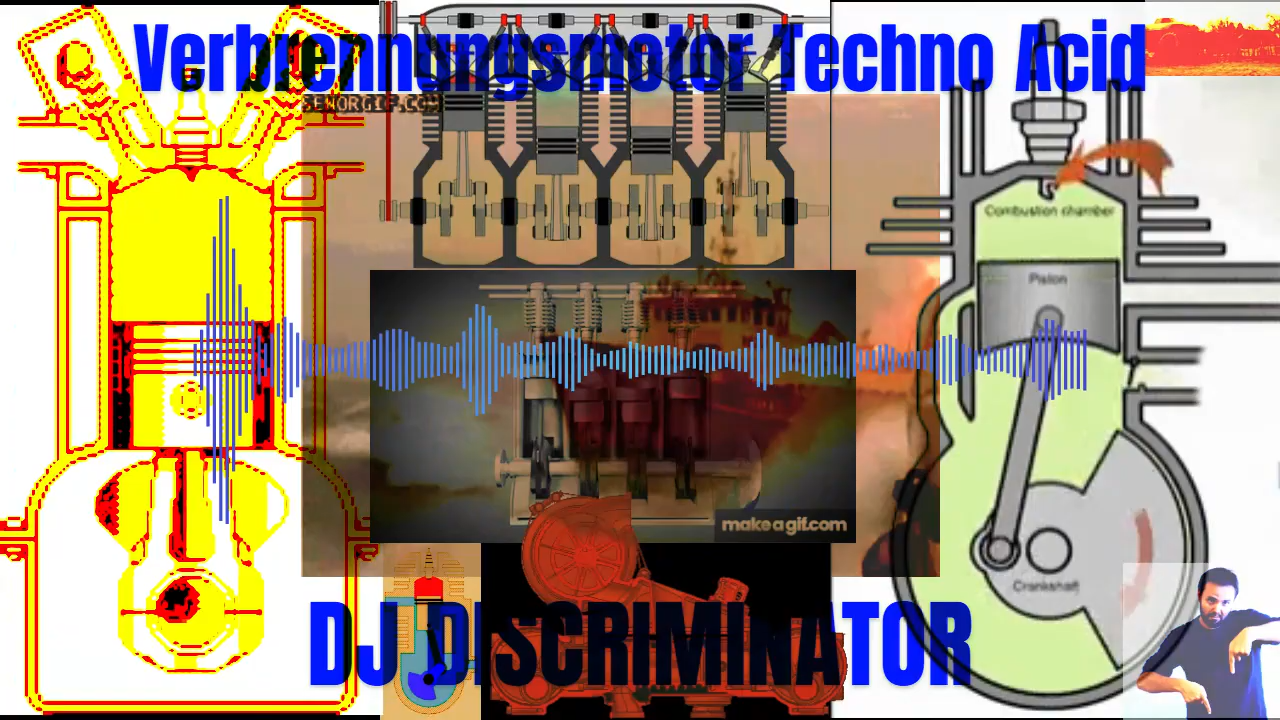 Verbrennungsmotor Techno Acid
SENORGIF.COM
Combustion chamber
Piston
makeagif.com
Crankshaft
DJ DISCRIMINATOR